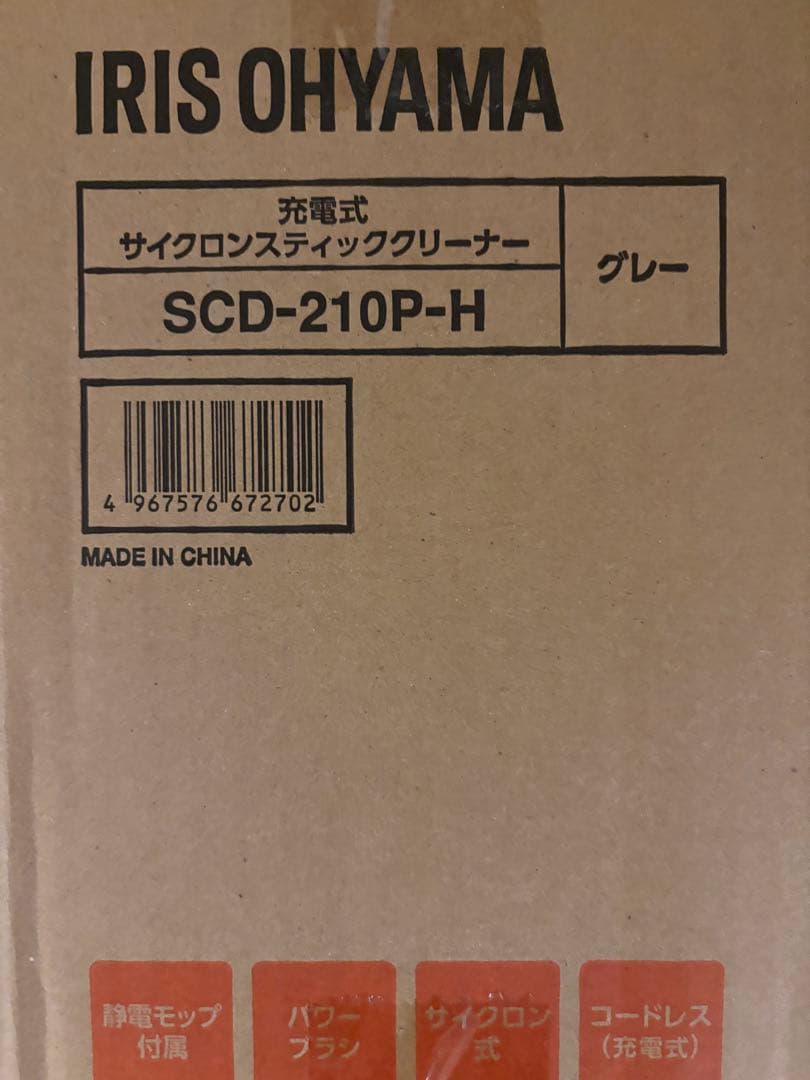 IRIS OHYAMA
充電式
サイクロンスティッククリーナー
グレー
SCD-210P-H
4 967576 672702
MADE IN CHINA
静電モップ
付属
パワー
ブラシ
サイクロン
式
コードレス
(充電式)